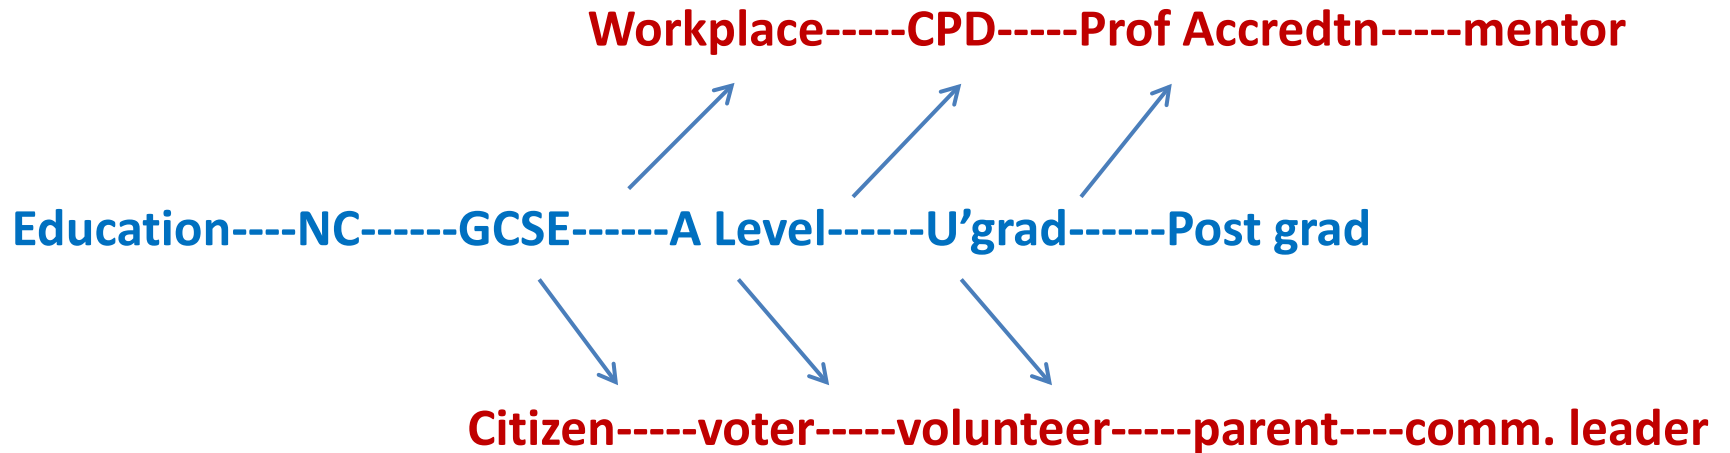 Workplace-----CPD-----Prof Accredtn-----mentor
Education----NC------GCSE------A Level------U’grad------Post grad
Citizen-----voter-----volunteer-----parent----comm. leader